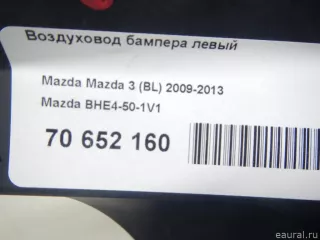 Воздуховод бампера левый
Mazda Mazda 3 (BL) 2009-2013
Mazda BHE4-50-1V1
70 652 160
eaural.ru